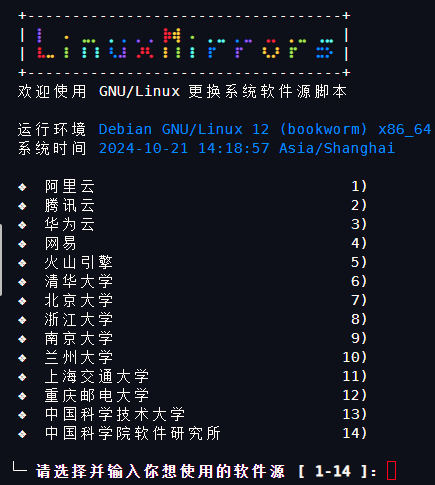 +-----------------------------------+
| LinuxMirrors |
+-----------------------------------+
欢迎使用 GNU/Linux 更换系统软件源脚本
运行环境 Debian GNU/Linux 12 (bookworm) x86_64
系统时间 2024-10-21 14:18:57 Asia/Shanghai
❖ 阿里云 1)
❖ 腾讯云 2)
❖ 华为云 3)
❖ 网易 4)
❖ 火山引擎 5)
❖ 清华大学 6)
❖ 北京大学 7)
❖ 浙江大学 8)
❖ 南京大学 9)
❖ 兰州大学 10)
❖ 上海交通大学 11)
❖ 重庆邮电大学 12)
❖ 中国科学技术大学 13)
❖ 中国科学院软件研究所 14)
└─ 请选择并输入你想使用的软件源 [ 1-14 ]：